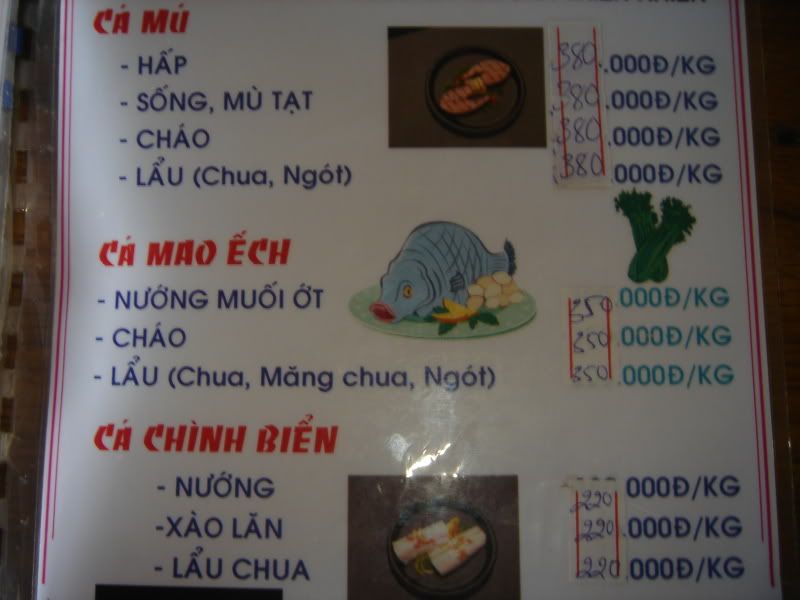 CÁ MÚ
- HẤP 380.000Đ/KG
- SỐNG, MÙ TẠT 380.000Đ/KG
- CHÁO 380.000Đ/KG
- LẨU (Chua, Ngót) 380.000Đ/KG
CÁ MAO ẾCH
- NƯỚNG MUỐI ỚT 350.000Đ/KG
- CHÁO 350.000Đ/KG
- LẨU (Chua, Măng chua, Ngót) 350.000Đ/KG
CÁ CHÌNH BIỂN
- NƯỚNG 220.000Đ/KG
-XÀO LĂN 220.000Đ/KG
- LẨU CHUA 220.000Đ/KG